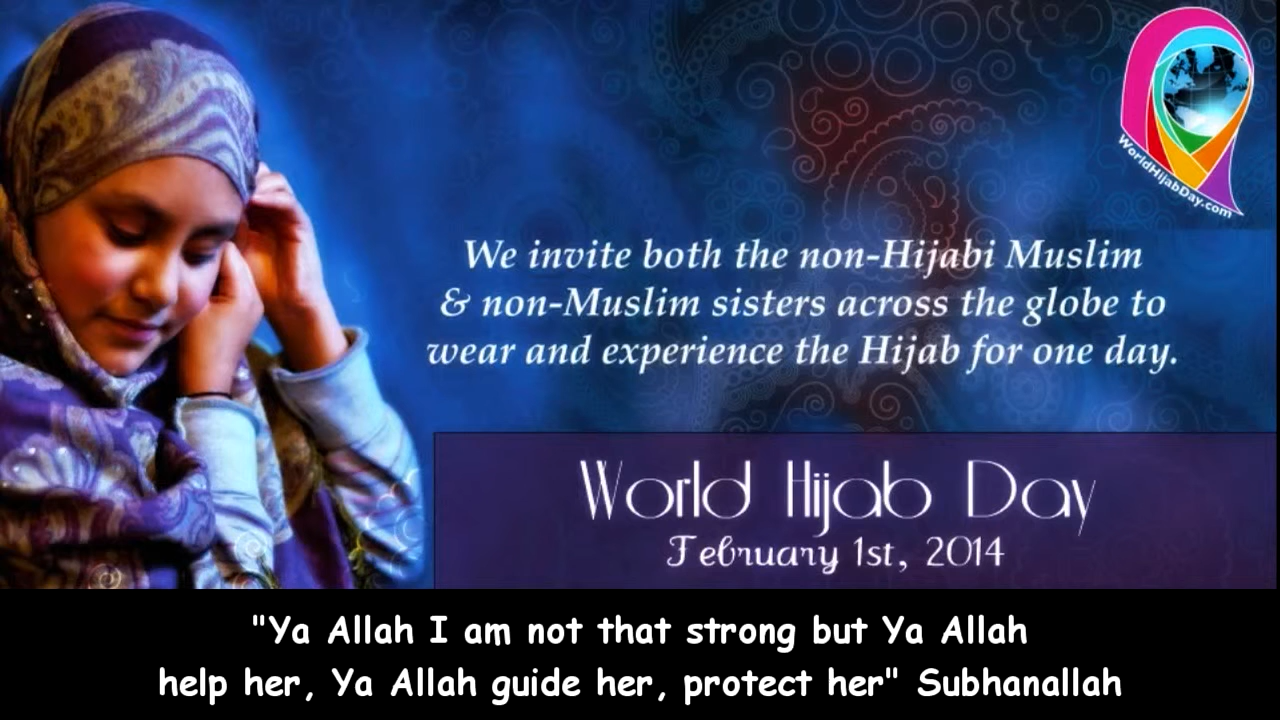 WorldHijabDay.com
We invite both the non-Hijabi Muslim
& non-Muslim sisters across the globe to
wear and experience the Hijab for one day.
World Hijab Day
February 1st, 2014
"Ya Allah I am not that strong but Ya Allah
help her, Ya Allah guide her, protect her" Subhanallah